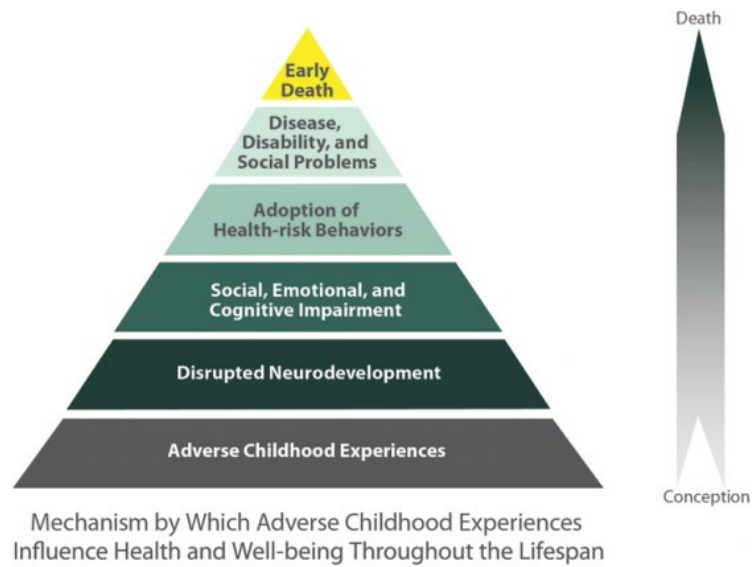 Death
Early
Death
Disease,
Disability, and
Social Problems
Adoption of
Health-risk Behaviors
Social, Emotional, and
Cognitive Impairment
Disrupted Neurodevelopment
Adverse Childhood Experiences
Conception
Mechanism by Which Adverse Childhood Experiences
Influence Health and Well-being Throughout the Lifespan